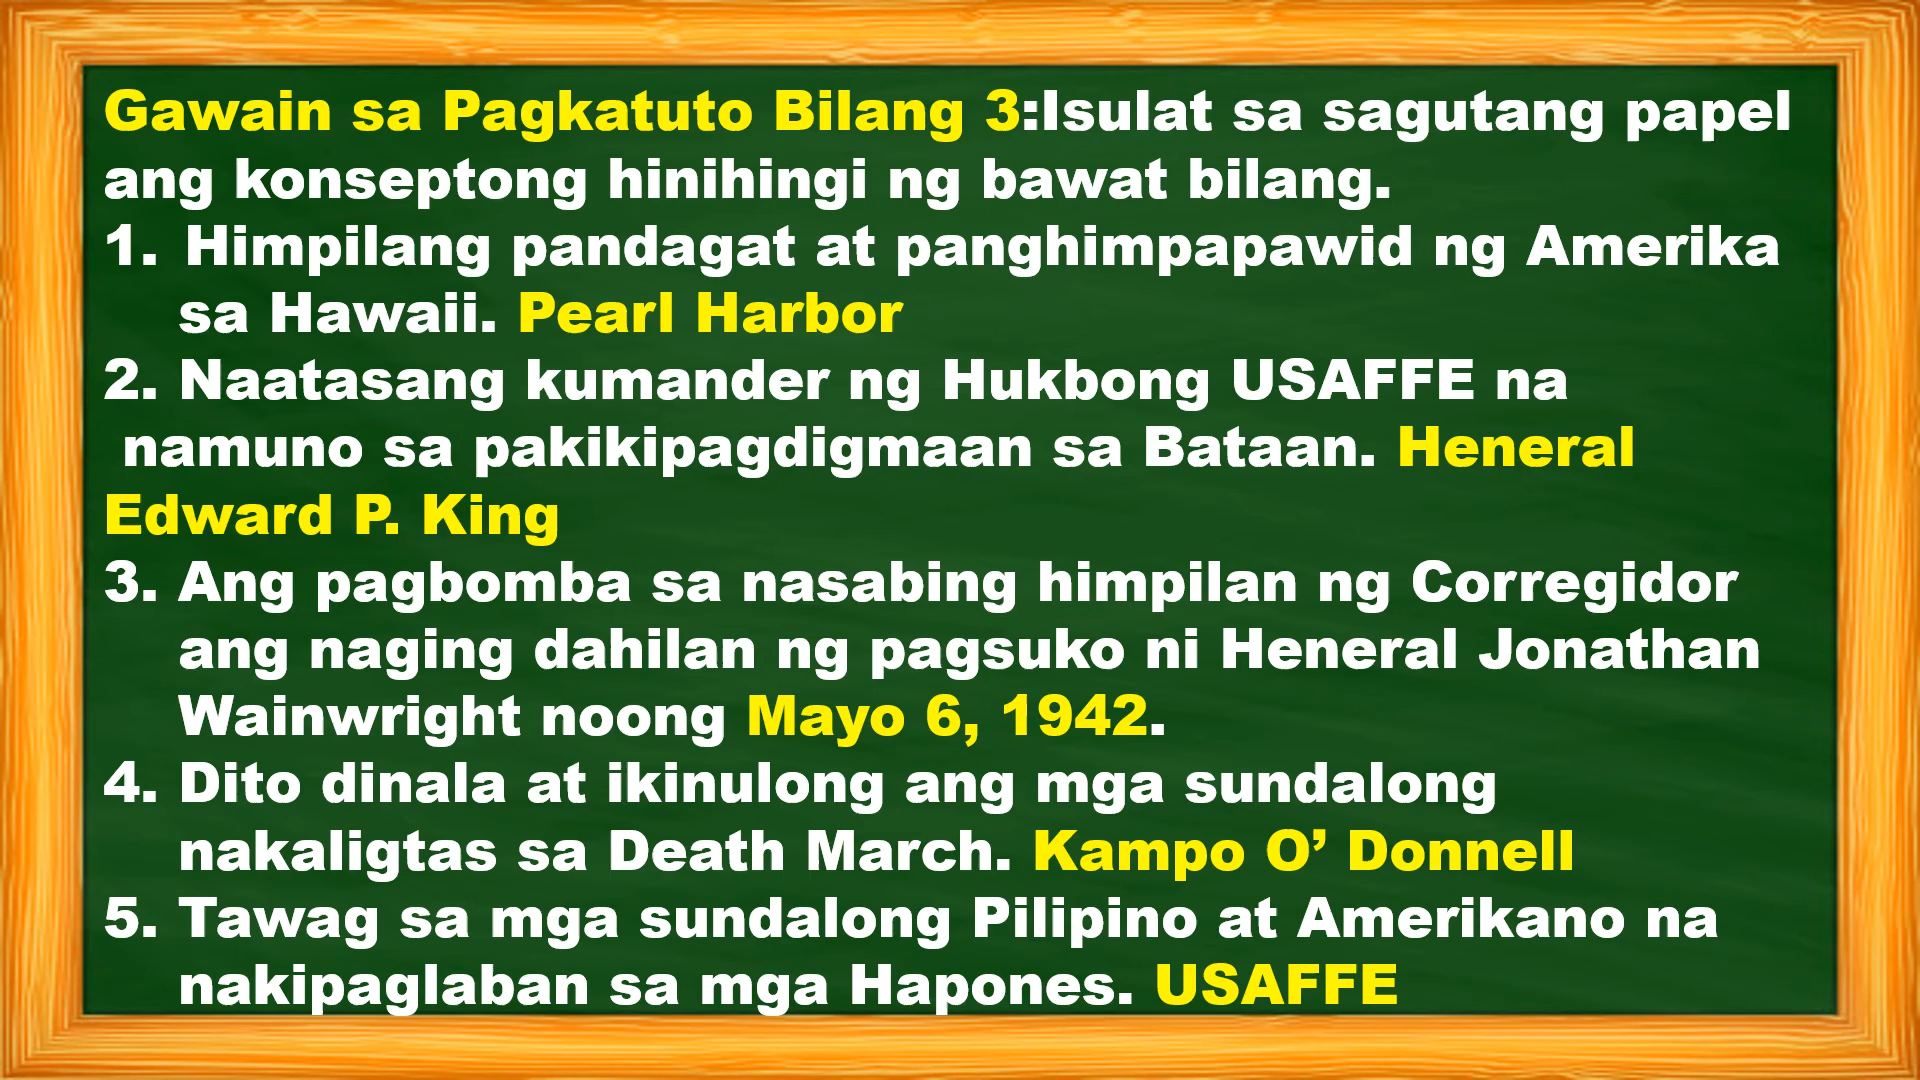 Gawain sa Pagkatuto Bilang 3:Isulat sa sagutang papel
ang konseptong hinihingi ng bawat bilang.
1. Himpilang pandagat at panghimpapawid ng Amerika
sa Hawaii. Pearl Harbor
2. Naatasang kumander ng Hukbong USAFFE na
namuno sa pakikipagdigmaan sa Bataan. Heneral
Edward P. King
3. Ang pagbomba sa nasabing himpilan ng Corregidor
ang naging dahilan ng pagsuko ni Heneral Jonathan
Wainwright noong Mayo 6, 1942.
4. Dito dinala at ikinulong ang mga sundalong
nakaligtas sa Death March. Kampo O’ Donnell
5. Tawag sa mga sundalong Pilipino at Amerikano na
nakipaglaban sa mga Hapones. USAFFE